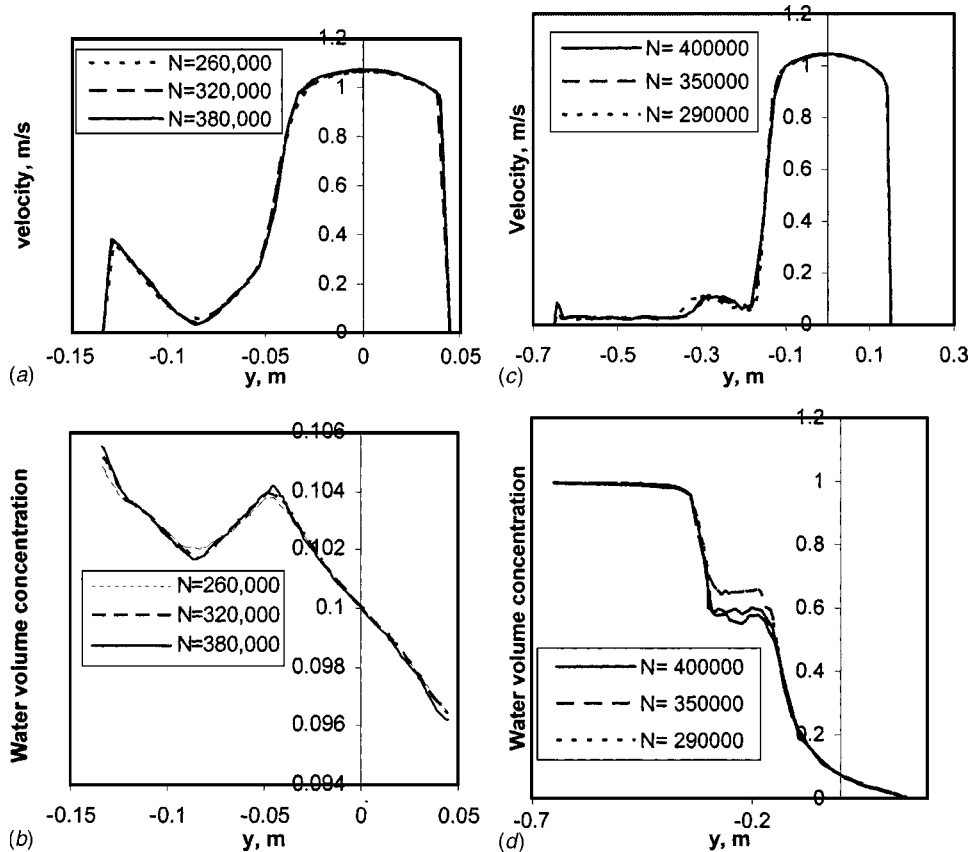 velocity, m/s
N=260,000
N=320,000
N=380,000
1.2
1
0.8
0.6
0.4
0.2
0
-0.15
-0.1
-0.05
0
0.05
y, m
(a)
Velocity, m/s
N= 400000
N= 350000
N= 290000
1.2
1
0.8
0.6
0.4
0.2
0
-0.7
-0.5
-0.3
-0.1
0.1
0.3
y, m
(c)
Water volume concentration
0.106
0.104
0.102
0.1
0.098
0.096
0.094
N=260,000
N=320,000
N=380,000
-0.15
-0.1
-0.05
0
0.05
y, m
(b)
Water volume concentration
1.2
1
0.8
0.6
0.4
0.2
0
N= 400000
N= 350000
N= 290000
-0.7
-0.2
y, m
(d)